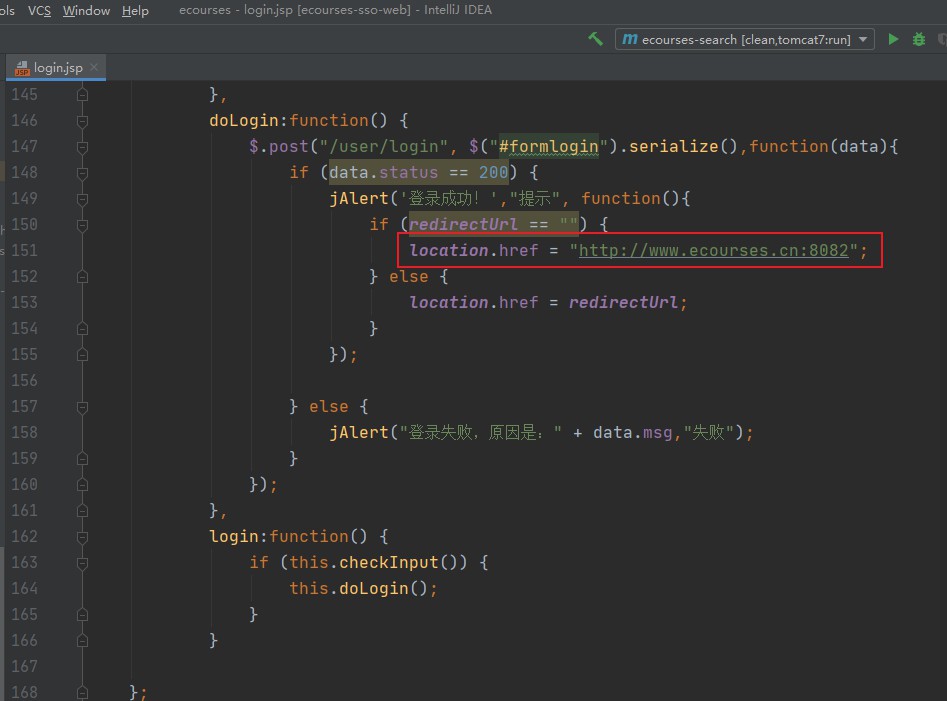 ols VCS Window Help ecourses - login.jsp [ecourses-sso-web] - IntelliJ IDEA
m ecourses-search [clean,tomcat7:run]
JSP login.jsp
145 },
146 doLogin:function() {
147 $.post("/user/login", $("#formlogin").serialize(),function(data){
148 if (data.status == 200) {
149 jAlert('登录成功！',"提示", function(){
150 if (redirectUrl == "") {
151 location.href = "http://www.ecourses.cn:8082";
152 } else {
153 location.href = redirectUrl;
154 }
155 });
156
157 } else {
158 jAlert("登录失败，原因是：" + data.msg,"失败");
159 }
160 });
161 },
162 login:function() {
163 if (this.checkInput()) {
164 this.doLogin();
165 }
166 }
167
168 };